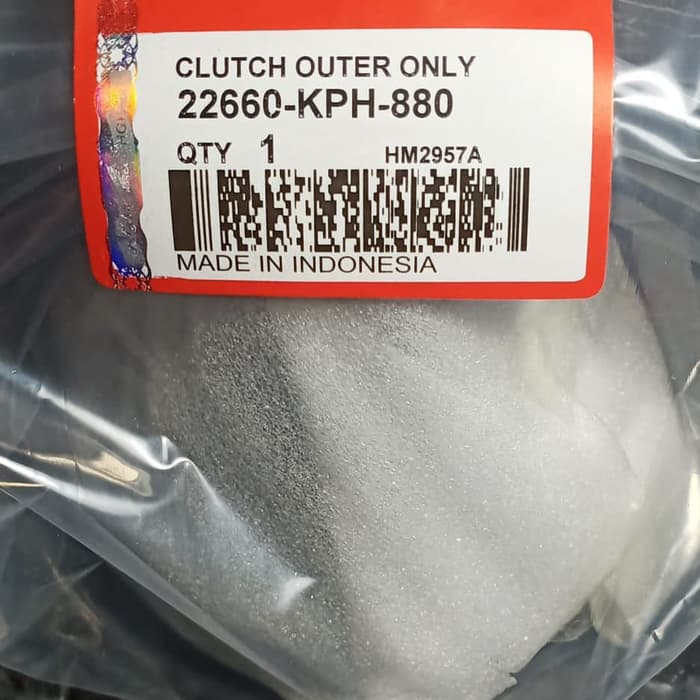 CLUTCH OUTER ONLY
22660-KPH-880
QTY 1 HM2957A
MADE IN INDONESIA